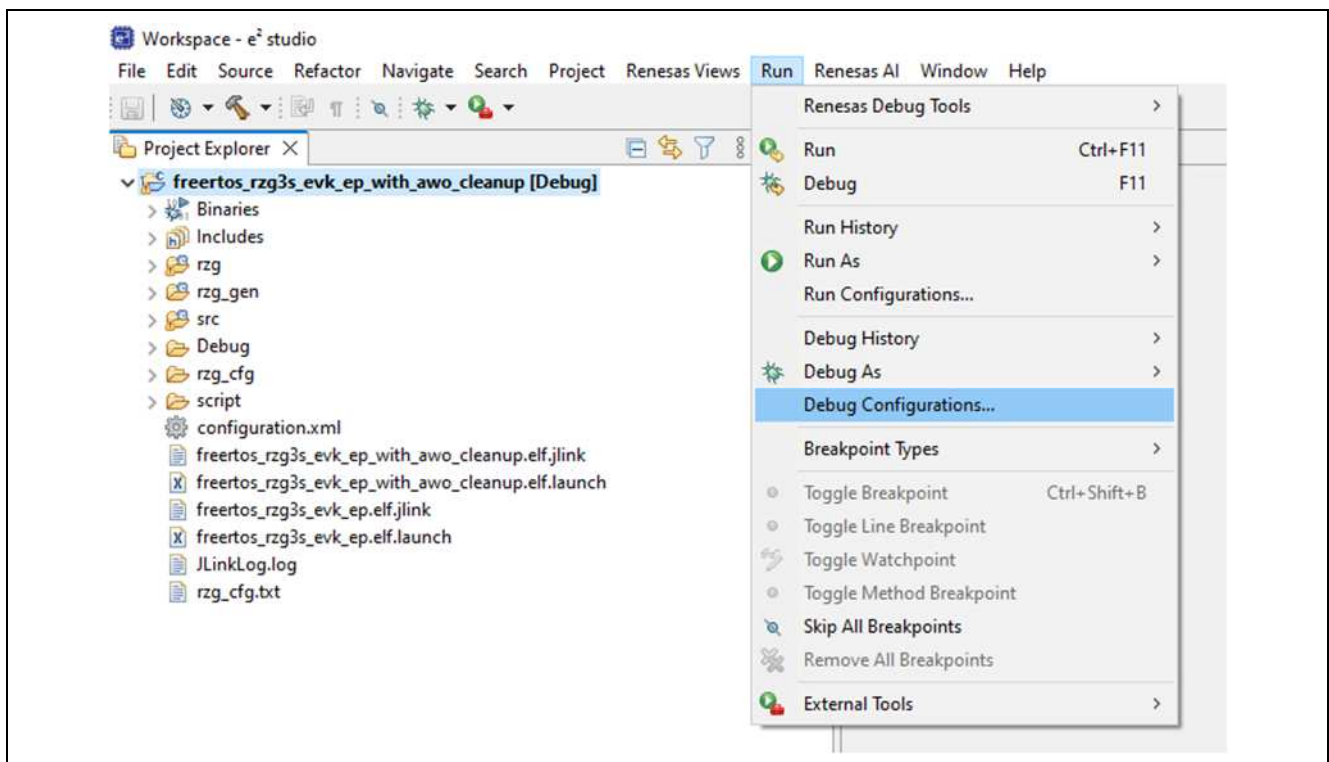 Workspace - e² studio
File Edit Source Refactor Navigate Search Project Renesas Views Run Renesas AI Window Help
Project Explorer
freertos_rzg3s_evk_ep_with_awo_cleanup [Debug]
Binaries
Includes
rzg
rzg_gen
src
Debug
rzg_cfg
script
configuration.xml
freertos_rzg3s_evk_ep_with_awo_cleanup.elf.jlink
freertos_rzg3s_evk_ep_with_awo_cleanup.elf.launch
freertos_rzg3s_evk_ep.elf.jlink
freertos_rzg3s_evk_ep.elf.launch
JLinkLog.log
rzg_cfg.txt
Renesas Debug Tools >
Run Ctrl+F11
Debug F11
Run History >
Run As >
Run Configurations...
Debug History >
Debug As >
Debug Configurations...
Breakpoint Types >
Toggle Breakpoint Ctrl+Shift+B
Toggle Line Breakpoint
Toggle Watchpoint
Toggle Method Breakpoint
Skip All Breakpoints
Remove All Breakpoints
External Tools >